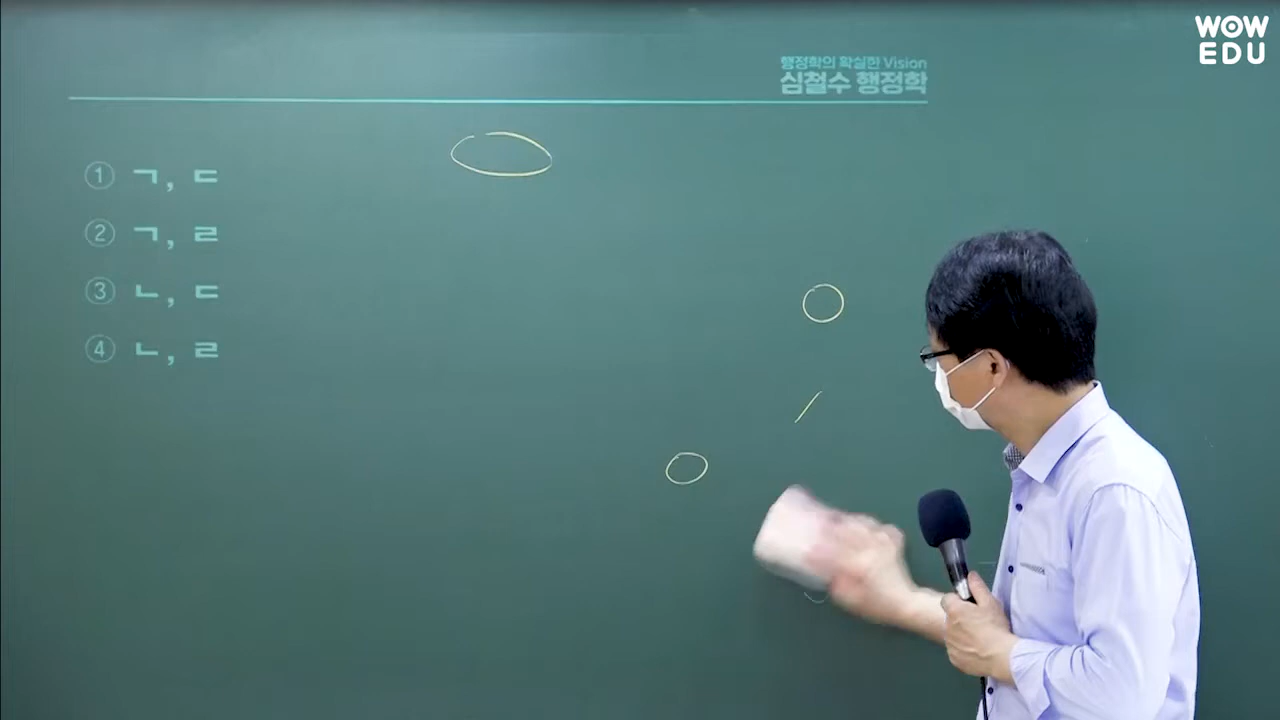 WOW
EDU
행정학의 확실한 Vision
심철수 행정학
① ㄱ, ㄷ
② ㄱ, ㄹ
③ ㄴ, ㄷ
④ ㄴ, ㄹ